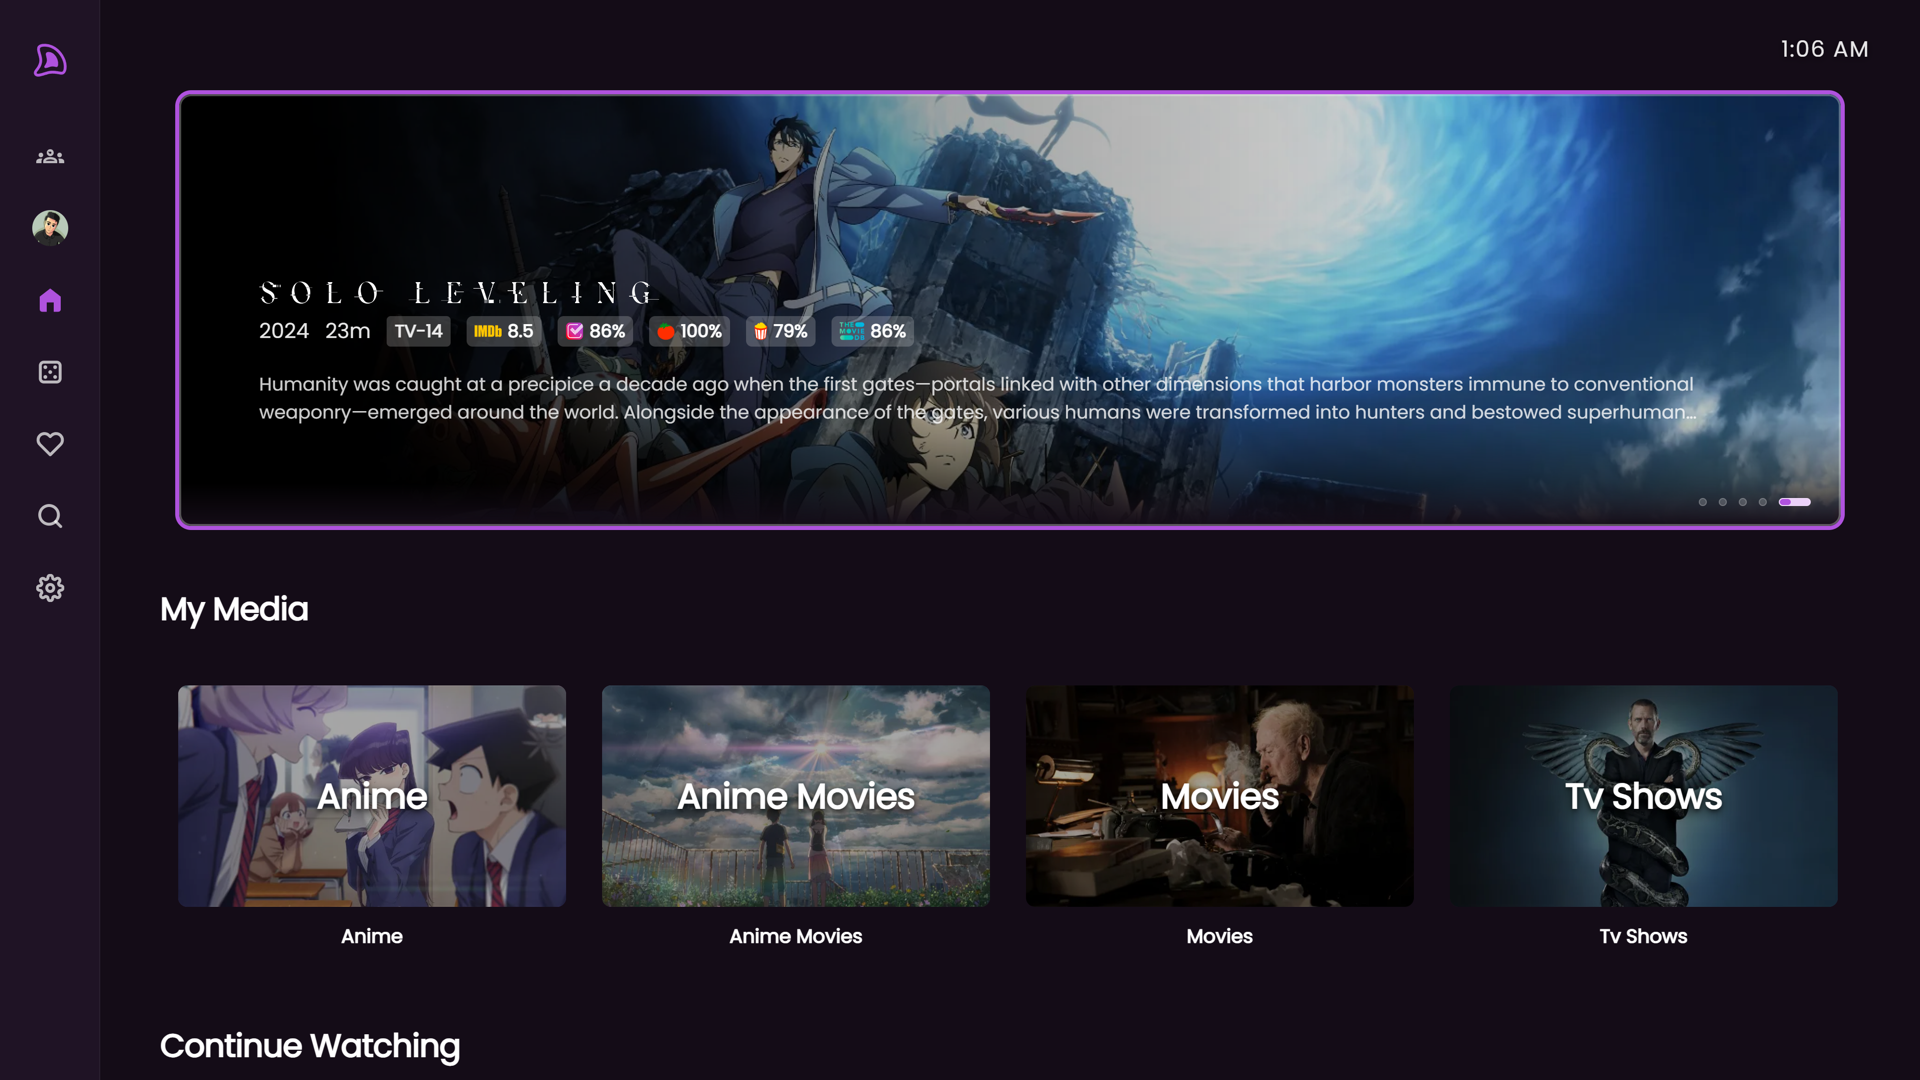 1:06 AM
SOLO LEVELING
2024 23m TV-14 IMDb 8.5 86% 100% 79% THE MOVIE DB 86%
Humanity was caught at a precipice a decade ago when the first gates—portals linked with other dimensions that harbor monsters immune to conventional
weaponry—emerged around the world. Alongside the appearance of the gates, various humans were transformed into hunters and bestowed superhuman...
My Media
Anime
Anime Movies
Movies
Tv Shows
Anime
Anime Movies
Movies
Tv Shows
Continue Watching